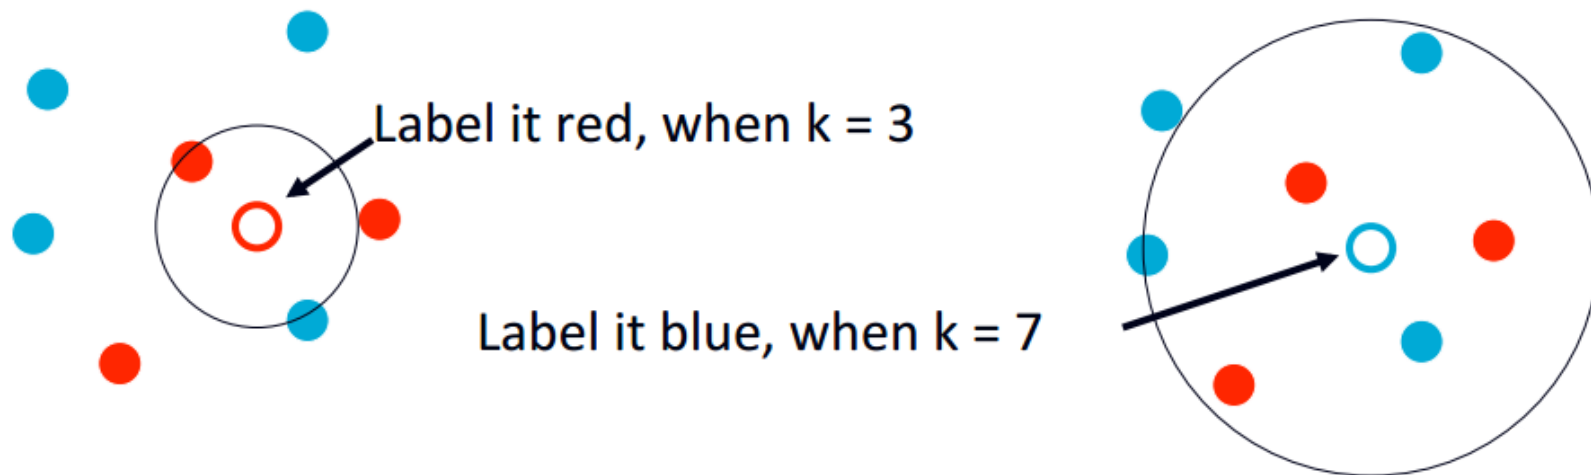 Label it red, when k = 3
Label it blue, when k = 7